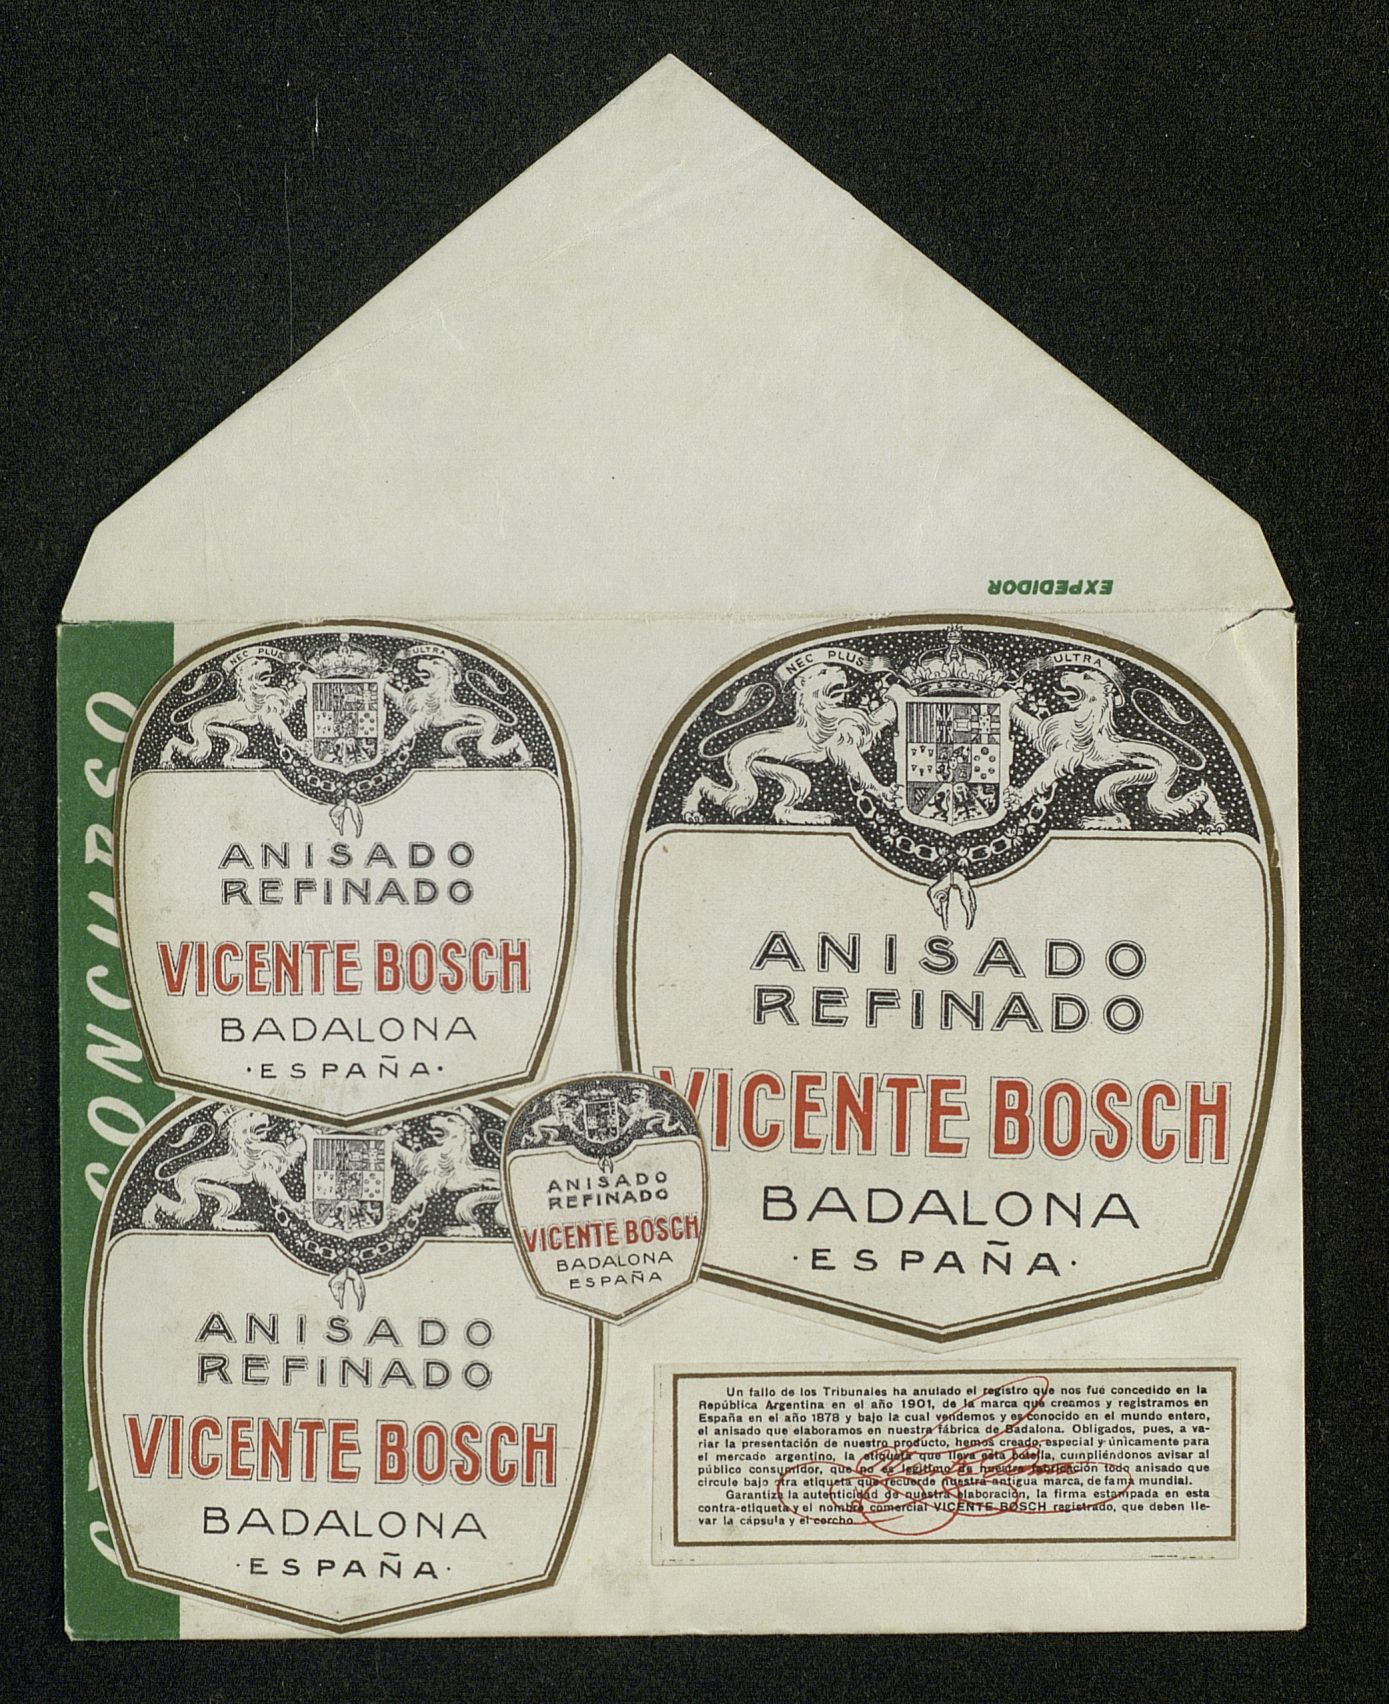 EXPEDIDOR
CONCURSO
NEC PLUS ULTRA
ANISADO
REFINADO
VICENTE BOSCH
BADALONA
·ESPAÑA·
NEC PLUS ULTRA
ANISADO
REFINADO
VICENTE BOSCH
BADALONA
·ESPAÑA·
NE
ANISADO
REFINADO
VICENTE BOSCH
BADALONA
·ESPAÑA·
ANISADO
REFINADO
VICENTE BOSCH
BADALONA
ESPAÑA
Un fallo de los Tribunales ha anulado el registro que nos fué concedido en la
República Argentina en el año 1901, de la marca que creamos y registramos en
España en el año 1878 y bajo la cual vendemos y es conocido en el mundo entero,
el anisado que elaboramos en nuestra fábrica de Badalona. Obligados, pues, a va-
riar la presentación de nuestro producto, hemos creado, especial y únicamente para
el mercado argentino, la etiqueta que lleva esta botella, cumpliéndonos avisar al
público consumidor, que no es legítimo de nuestra fabricación todo anisado que
circule bajo otra etiqueta que recuerde nuestra antigua marca, de fama mundial.
Garantiza la autenticidad de nuestra elaboración, la firma estampada en esta
contra-etiqueta y el nombre comercial VICENTE BOSCH registrado, que deben lle-
var la cápsula y el corcho.